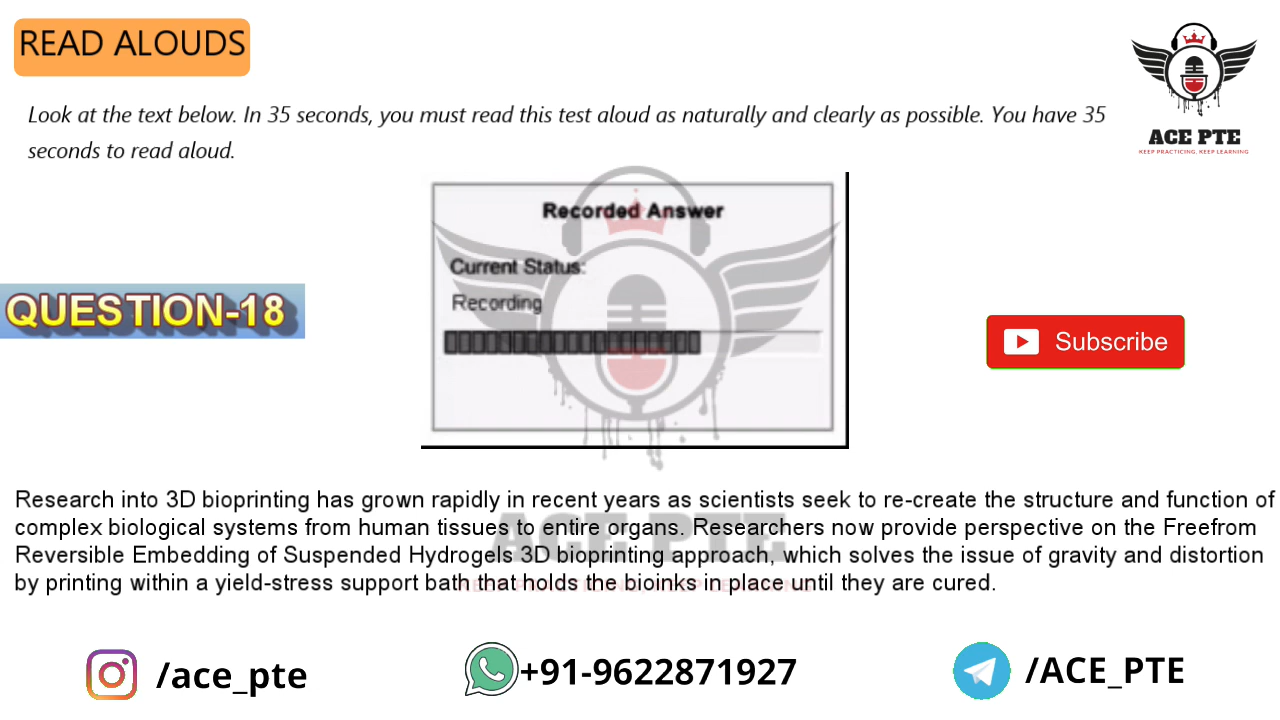 READ ALOUDS
Look at the text below. In 35 seconds, you must read this test aloud as naturally and clearly as possible. You have 35
seconds to read aloud.
ACE PTE
KEEP PRACTICING, KEEP LEARNING
Recorded Answer
Current Status:
Recording
QUESTION-18
Subscribe
Research into 3D bioprinting has grown rapidly in recent years as scientists seek to re-create the structure and function of
complex biological systems from human tissues to entire organs. Researchers now provide perspective on the Freefrom
Reversible Embedding of Suspended Hydrogels 3D bioprinting approach, which solves the issue of gravity and distortion
by printing within a yield-stress support bath that holds the bioinks in place until they are cured.
ACE PTE
KEEP PRACTICING, KEEP LEARNING
/ace_pte
+91-9622871927
/ACE_PTE